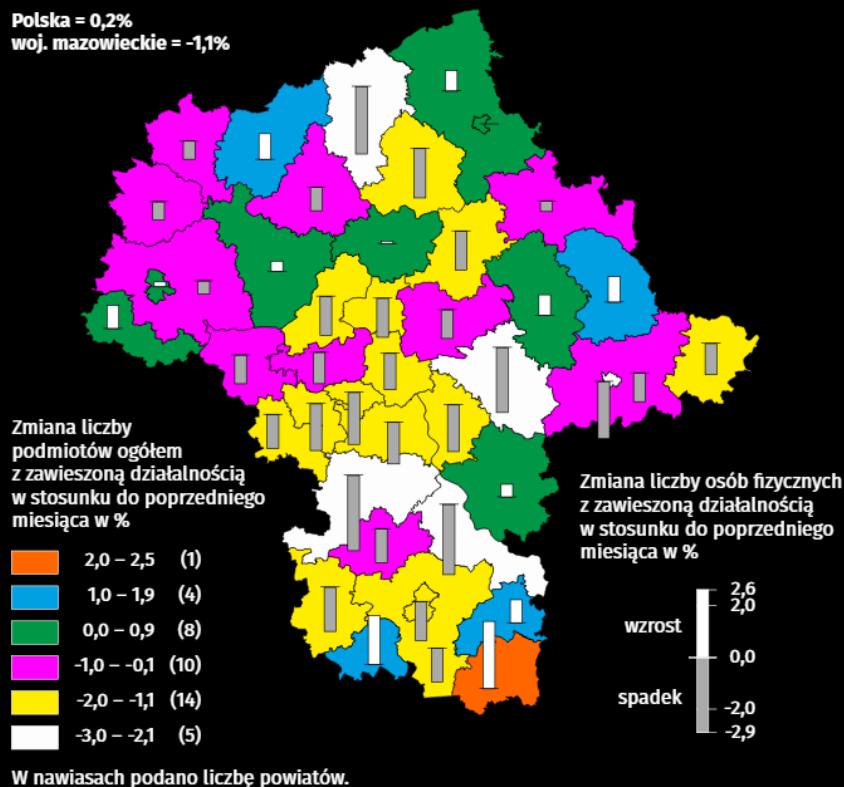 Polska = 0,2%
woj. mazowieckie = -1,1%
Zmiana liczby
podmiotów ogółem
z zawieszoną działalnością
w stosunku do poprzedniego
miesiąca w %
2,0 – 2,5 (1)
1,0 – 1,9 (4)
0,0 – 0,9 (8)
-1,0 – -0,1 (10)
-2,0 – -1,1 (14)
-3,0 – -2,1 (5)
W nawiasach podano liczbę powiatów.
Zmiana liczby osób fizycznych
z zawieszoną działalnością
w stosunku do poprzedniego
miesiąca w %
2,6
2,0
wzrost
0,0
spadek
-2,0
-2,9